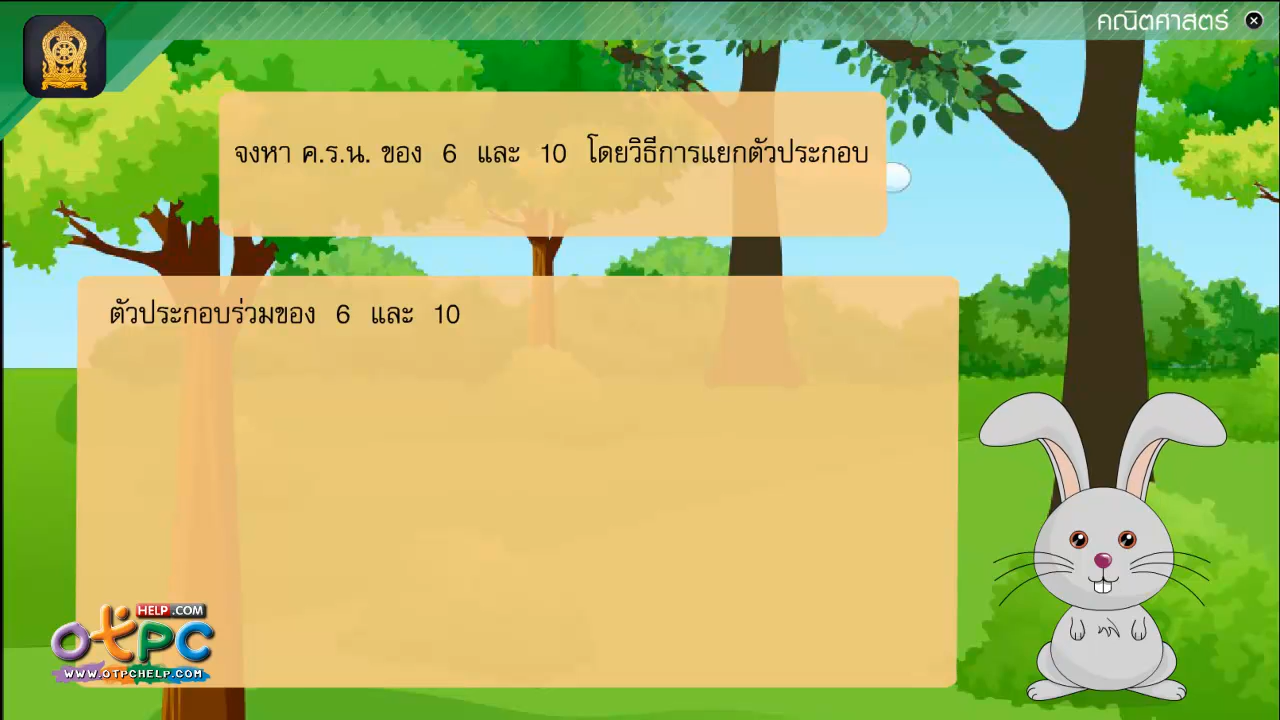 คณิตศาสตร์
จงหา ค.ร.น. ของ 6 และ 10 โดยวิธีการแยกตัวประกอบ
ตัวประกอบร่วมของ 6 และ 10
HELP.COM
otPC
WWW.OTPCHELP.COM